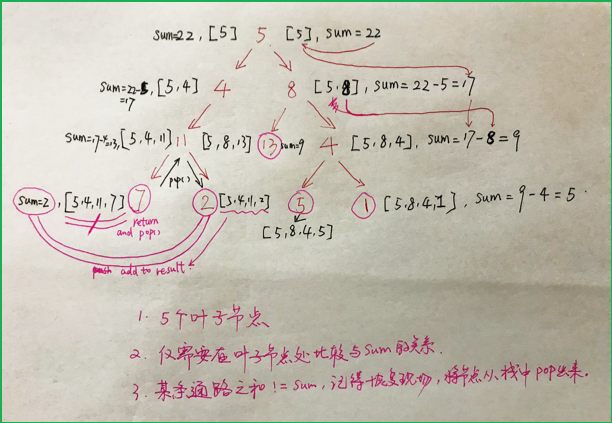 sum=22, [5] 5 [5], sum=22
sum=22-5, [5,4] 4 8 [5,8], sum=22-5=17
=17
sum=17-4=13, [5,4,11] 11 [5,8,13] 13 sum=9 4 [5,8,4], sum=17-8=9
pop()
sum=2, [5,4,11,7] 7 2 [5,4,11,2] 5 1 [5,8,4,1], sum=9-4=5
return
and pop()
[5,8,4,5]
push add to result
1. 5个叶子节点
2. 仅需要在叶子节点处比较与sum的关系.
3. 某条通路之和 != sum, 记得恢复现场, 将节点从栈中pop出来.